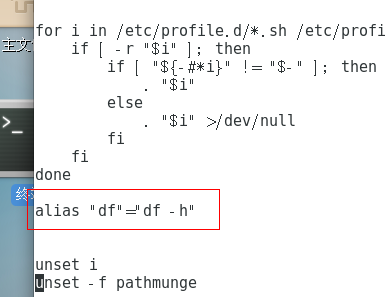 主文
for i in /etc/profile.d/*.sh /etc/profi
    if [ -r "$i" ]; then
        if [ "${-#*i}" != "$-" ]; then
            . "$i"
        else
            . "$i" >/dev/null
        fi
    fi
done
>_
终
alias "df"="df -h"
unset i
unset -f pathmunge